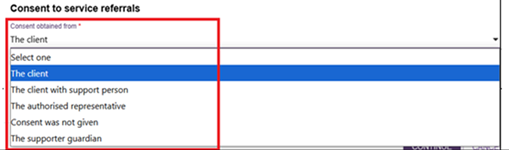 Consent to service referrals
Consent obtained from *
The client
Select one
The client
The client with support person
The authorised representative
Consent was not given
The supporter guardian